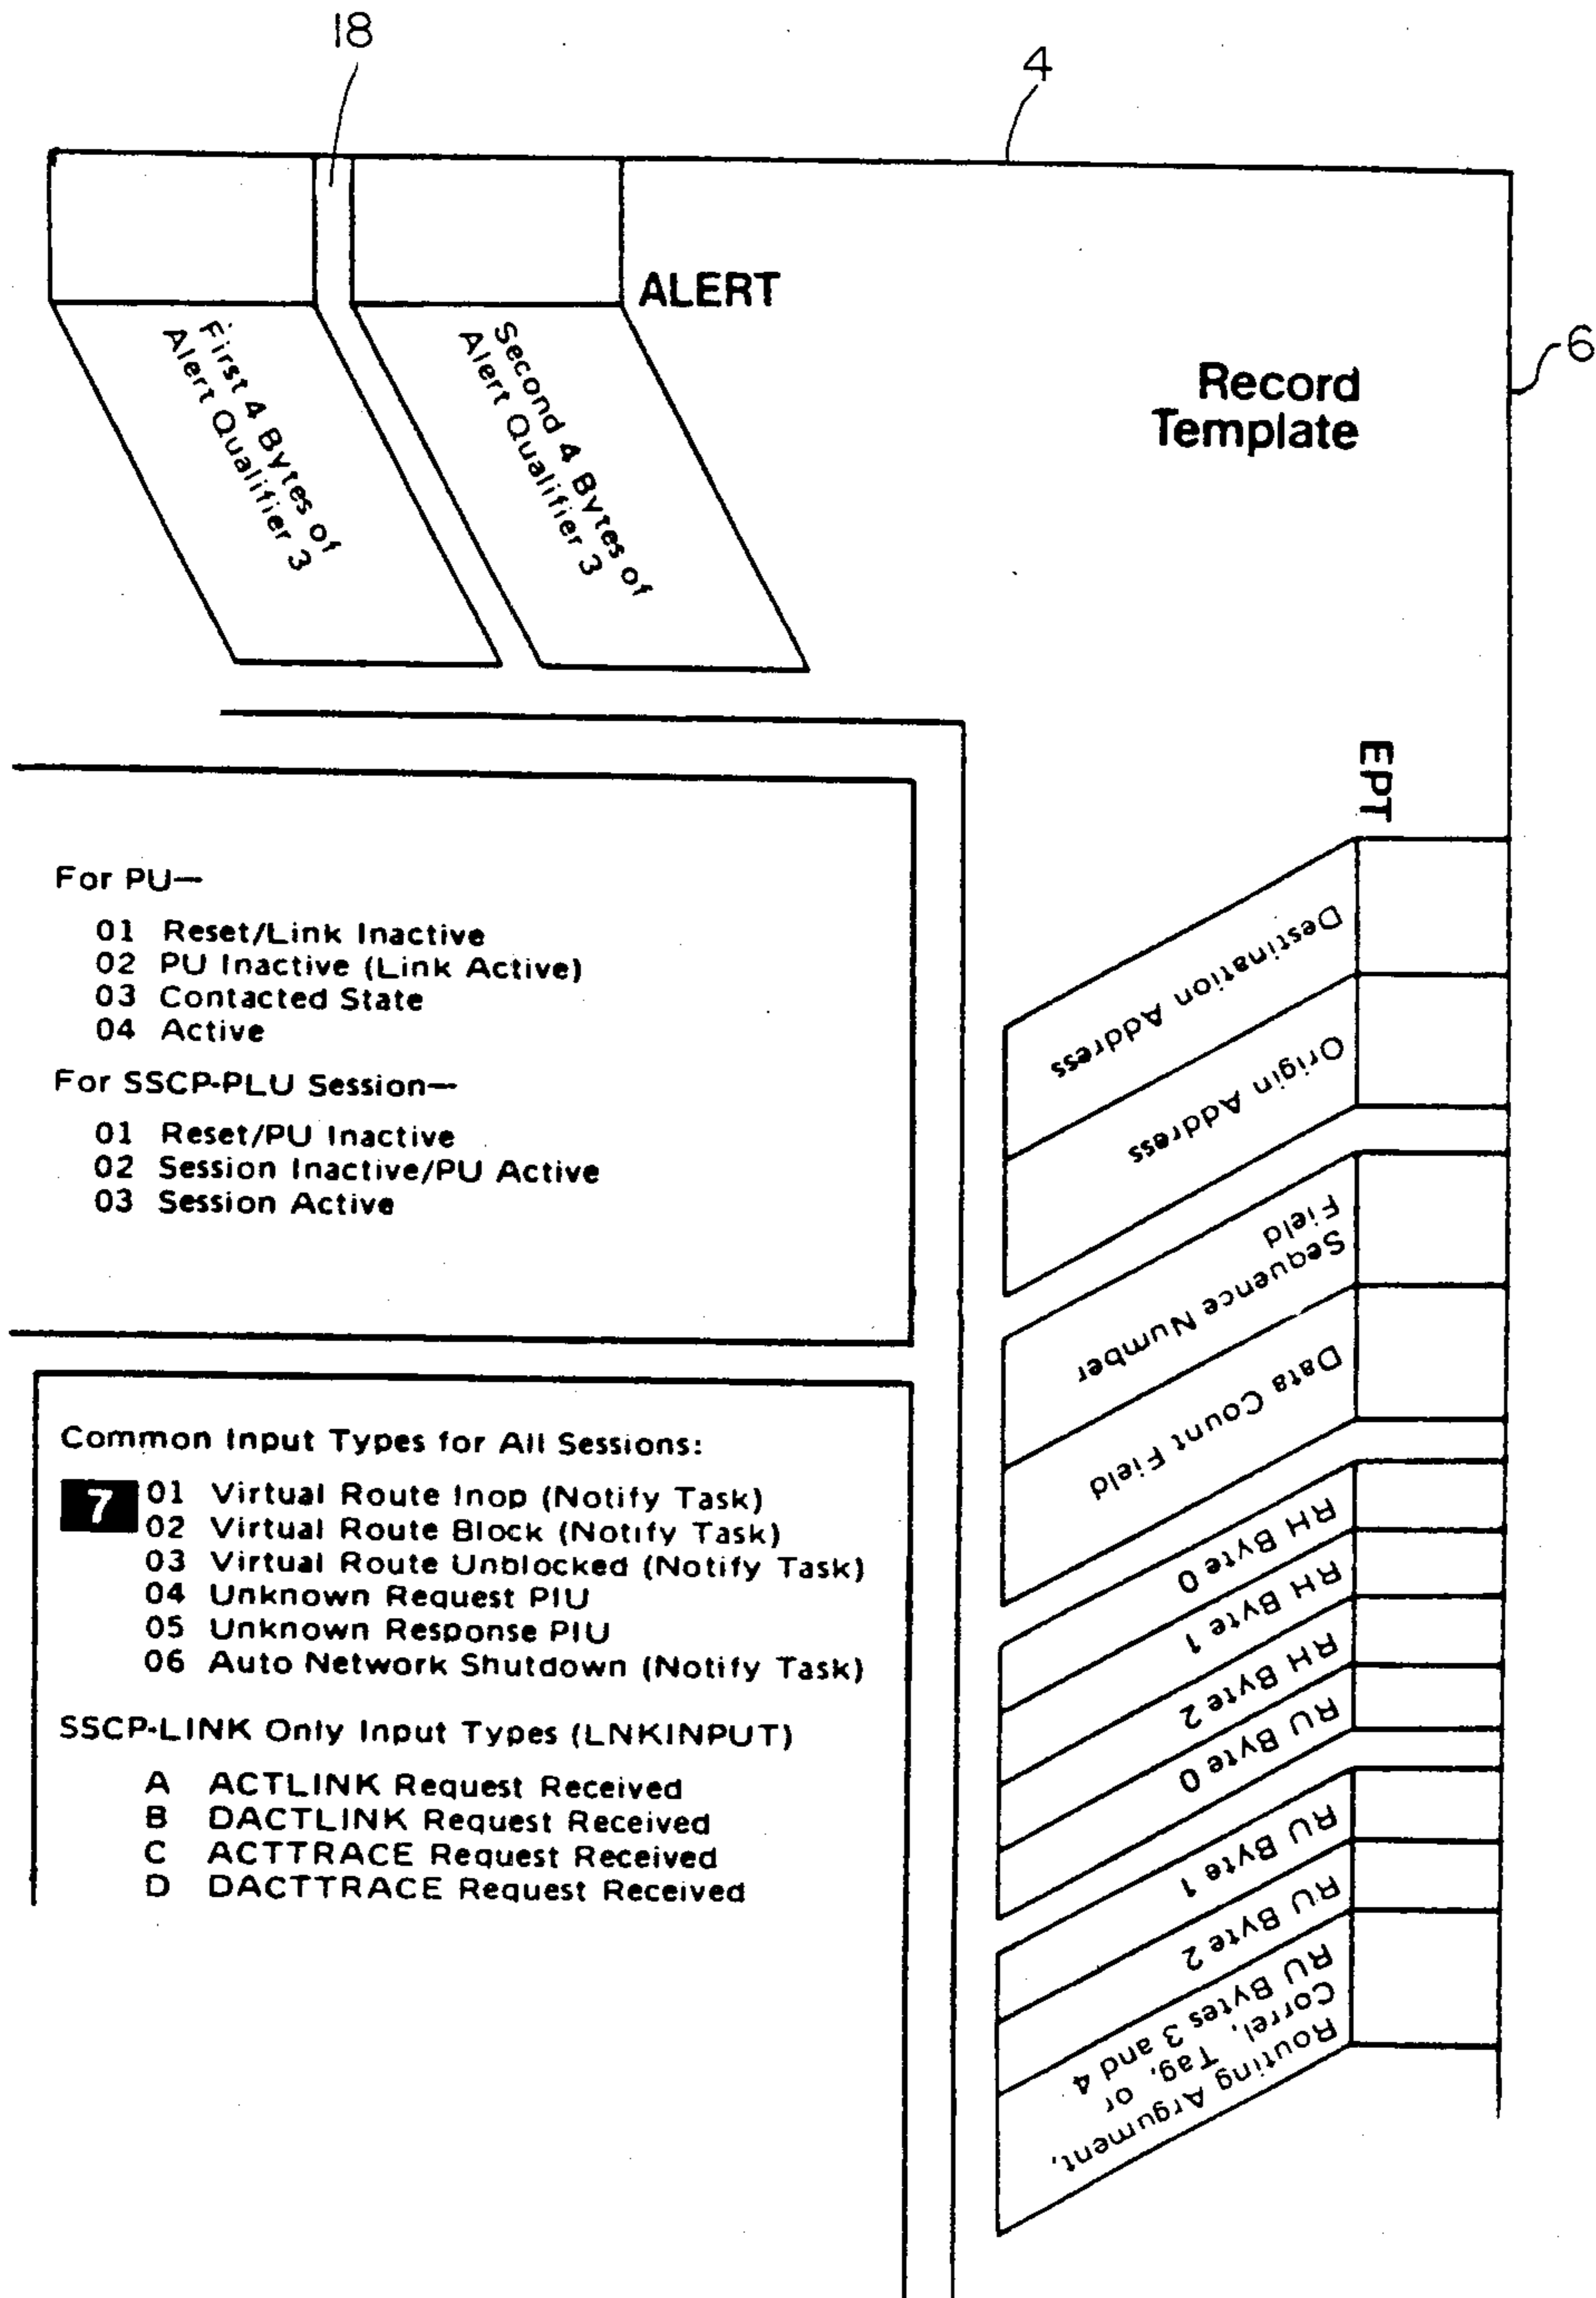 18
4
6
ALERT
Record
Template
First 4 Bytes of
Alert Qualifier 3
Second 4 Bytes of
Alert Qualifier 3
EPT
For PU—
01 Reset/Link Inactive
02 PU Inactive (Link Active)
03 Contacted State
04 Active
For SSCP-PLU Session—
01 Reset/PU Inactive
02 Session Inactive/PU Active
03 Session Active
Common Input Types for All Sessions:
7
01 Virtual Route Inop (Notify Task)
02 Virtual Route Block (Notify Task)
03 Virtual Route Unblocked (Notify Task)
04 Unknown Request PIU
05 Unknown Response PIU
06 Auto Network Shutdown (Notify Task)
SSCP-LINK Only Input Types (LNKINPUT)
A ACTLINK Request Received
B DACTLINK Request Received
C ACTTRACE Request Received
D DACTTRACE Request Received
Destination Address
Origin Address
Sequence Number
Field
Data Count Field
RH Byte 0
RH Byte 1
RH Byte 2
RU Byte 0
RU Byte 1
RU Byte 2
Routing Argument,
Correl, Tag, or
RU Bytes 3 and 4